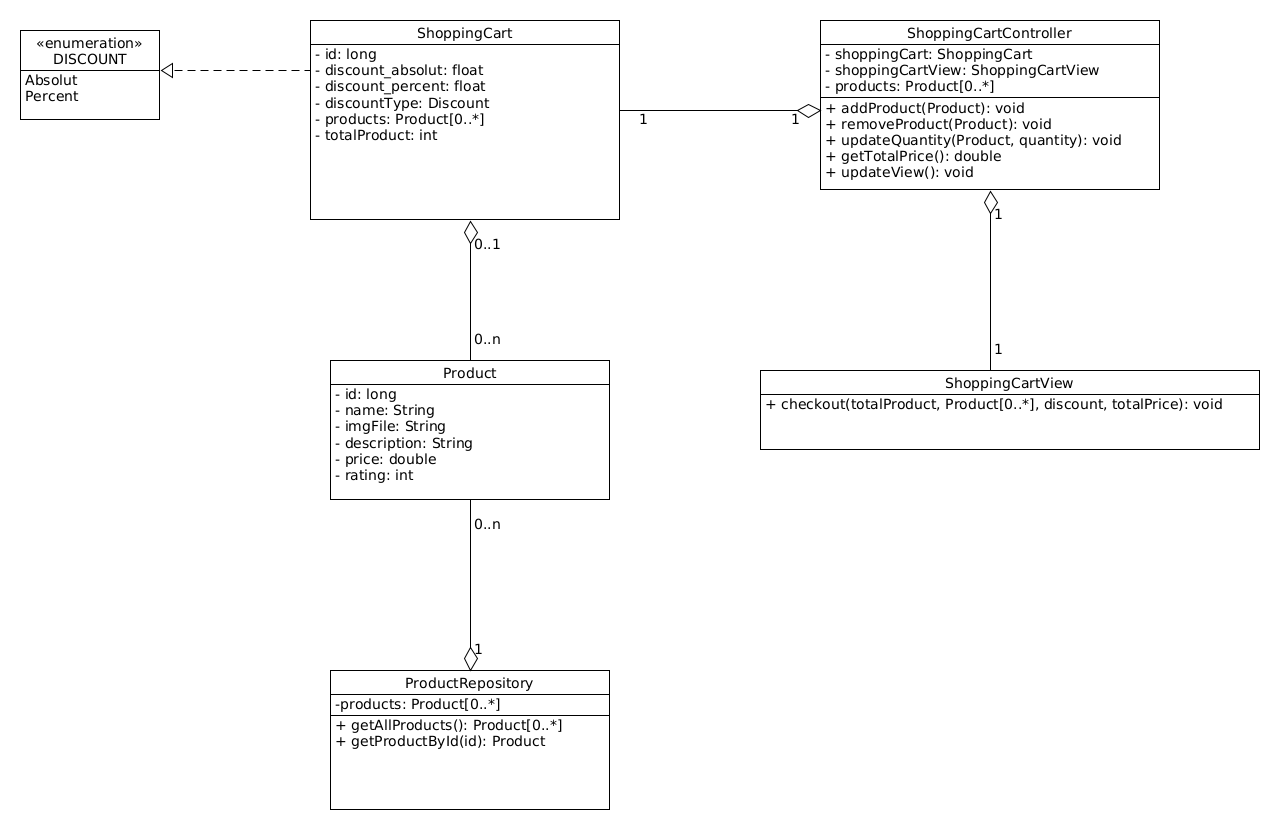 «enumeration»
DISCOUNT
Absolut
Percent
ShoppingCart
- id: long
- discount_absolut: float
- discount_percent: float
- discountType: Discount
- products: Product[0..*]
- totalProduct: int
1
1
ShoppingCartController
- shoppingCart: ShoppingCart
- shoppingCartView: ShoppingCartView
- products: Product[0..*]
+ addProduct(Product): void
+ removeProduct(Product): void
+ updateQuantity(Product, quantity): void
+ getTotalPrice(): double
+ updateView(): void
0..1
0..n
1
1
Product
- id: long
- name: String
- imgFile: String
- description: String
- price: double
- rating: int
ShoppingCartView
+ checkout(totalProduct, Product[0..*], discount, totalPrice): void
0..n
1
ProductRepository
-products: Product[0..*]
+ getAllProducts(): Product[0..*]
+ getProductById(id): Product